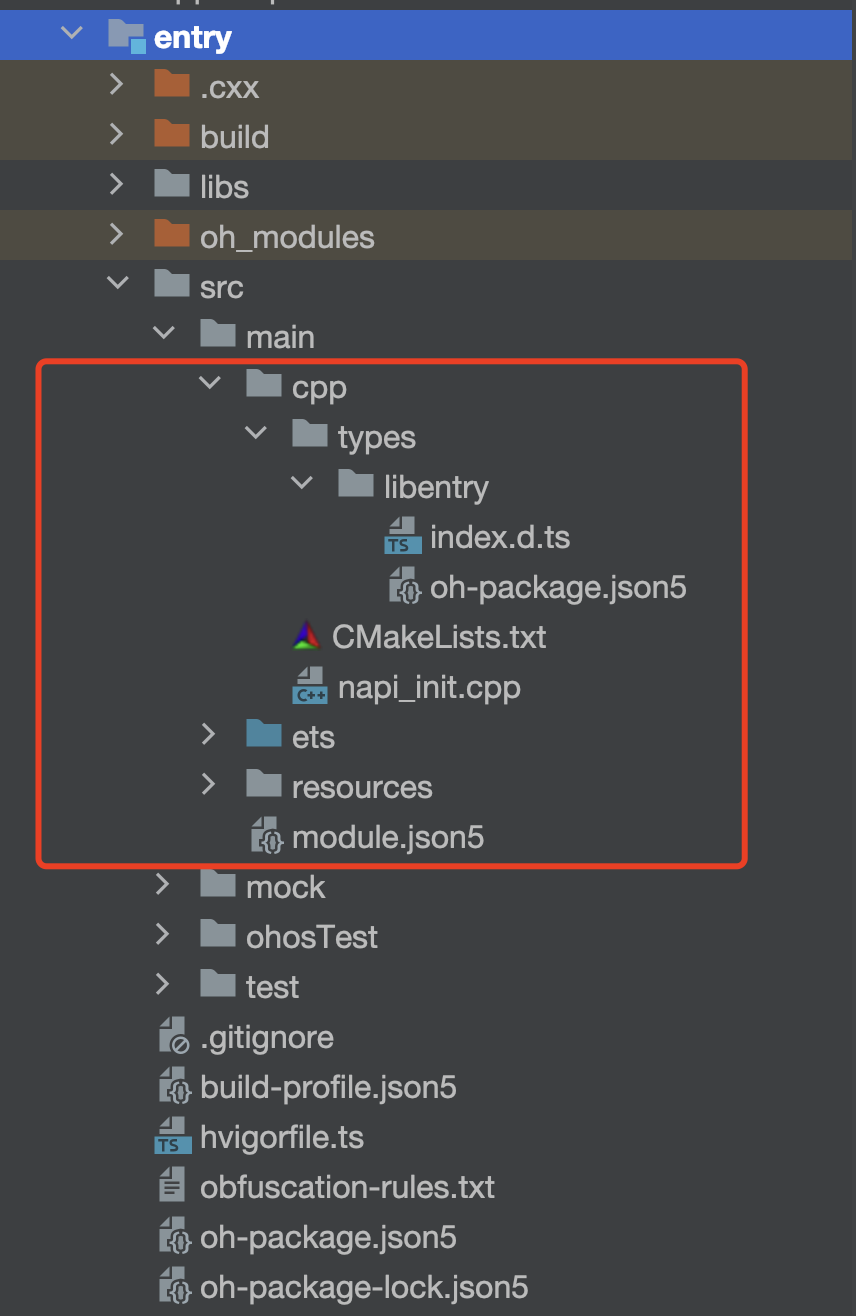 entry
.cxx
build
libs
oh_modules
src
main
cpp
types
libentry
TS index.d.ts
oh-package.json5
CMakeLists.txt
C++ napi_init.cpp
ets
resources
module.json5
mock
ohosTest
test
.gitignore
build-profile.json5
TS hvigorfile.ts
obfuscation-rules.txt
oh-package.json5
oh-package-lock.json5